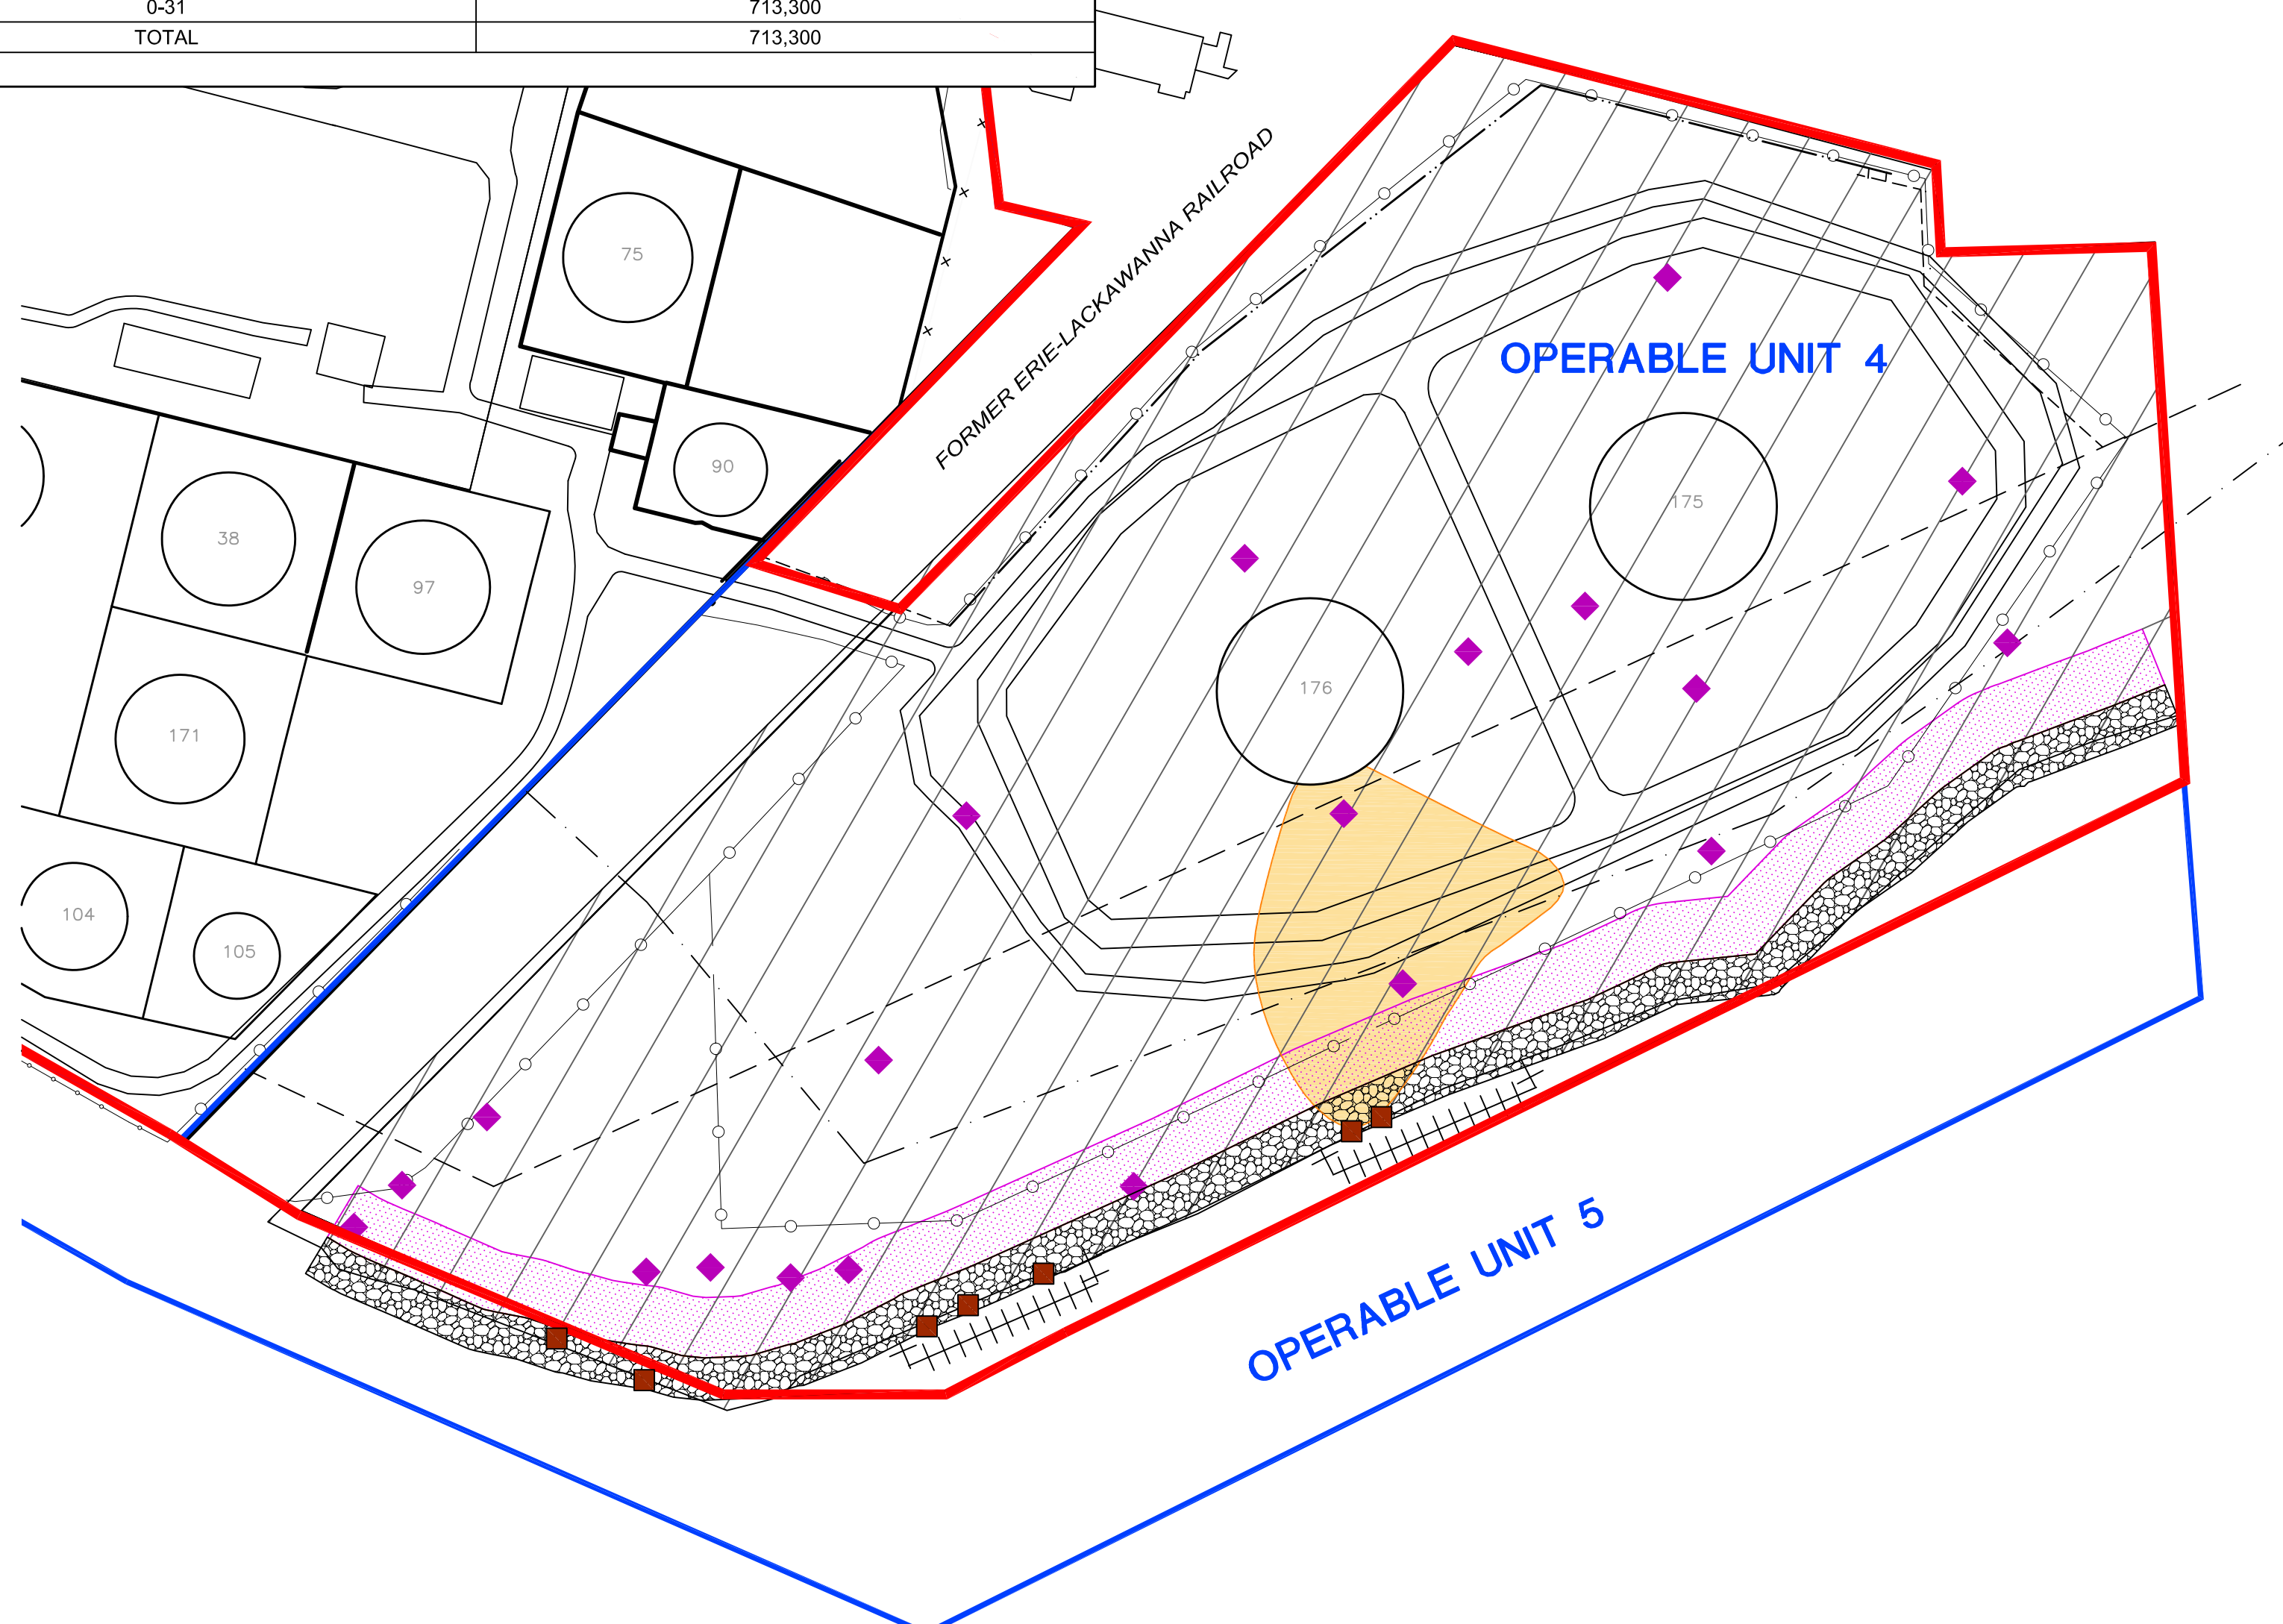 0-31 713,300
TOTAL 713,300
FORMER ERIE-LACKAWANNA RAILROAD
75
OPERABLE UNIT 4
90
175
38
97
176
171
104
105
OPERABLE UNIT 5